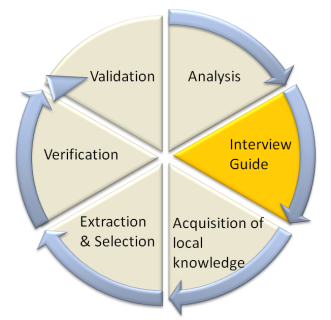 Analysis
Interview
Guide
Acquisition of
local
knowledge
Extraction
& Selection
Verification
Validation